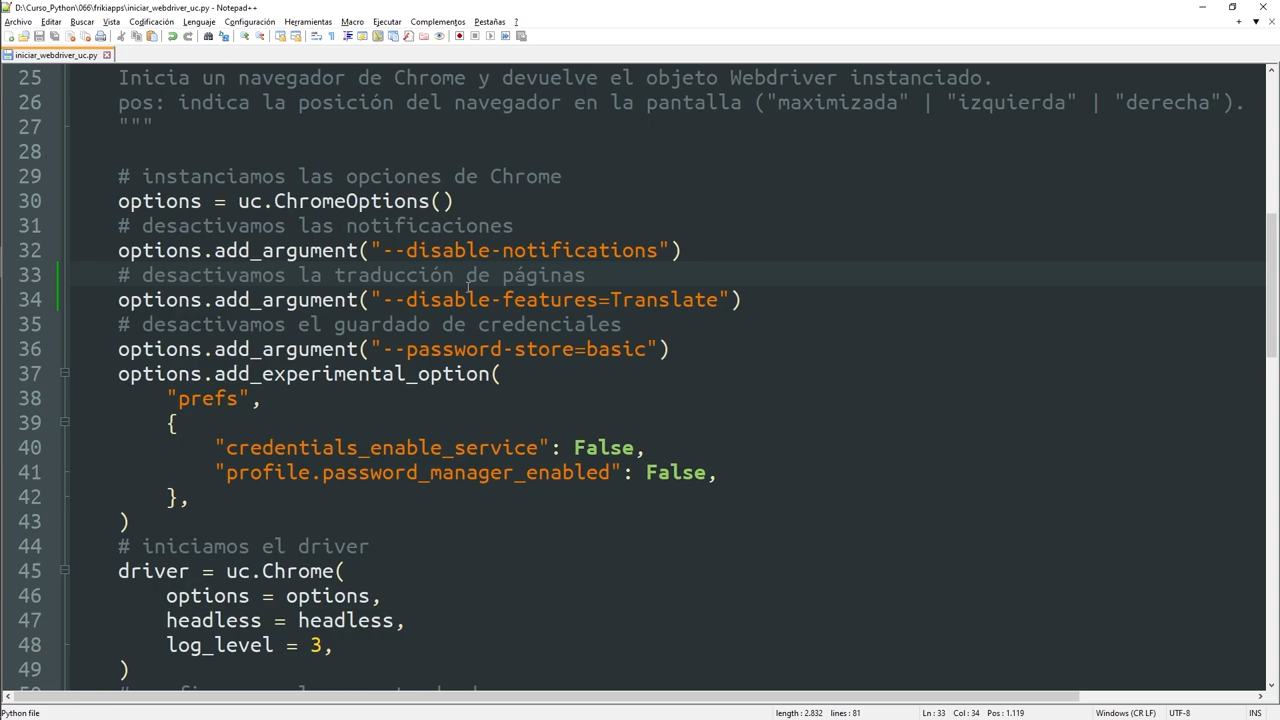 D:\Curso_Python\066\frikiapps\iniciar_webdriver_uc.py - Notepad++
Archivo Editar Buscar Vista Codificación Lenguaje Configuración Herramientas Macro Ejecutar Complementos Pestañas ?
iniciar_webdriver_uc.py
25 Inicia un navegador de Chrome y devuelve el objeto Webdriver instanciado.
26 pos: indica la posición del navegador en la pantalla ("maximizada" | "izquierda" | "derecha").
27 """
28
29 # instanciamos las opciones de Chrome
30 options = uc.ChromeOptions()
31 # desactivamos las notificaciones
32 options.add_argument("--disable-notifications")
33 # desactivamos la traducción de páginas
34 options.add_argument("--disable-features=Translate")
35 # desactivamos el guardado de credenciales
36 options.add_argument("--password-store=basic")
37 options.add_experimental_option(
38 "prefs",
39 {
40 "credentials_enable_service": False,
41 "profile.password_manager_enabled": False,
42 },
43 )
44 # iniciamos el driver
45 driver = uc.Chrome(
46 options = options,
47 headless = headless,
48 log_level = 3,
49 )
Python file length : 2.832 lines : 81 Ln : 33 Col : 34 Pos : 1.119 Windows (CR LF) UTF-8 INS